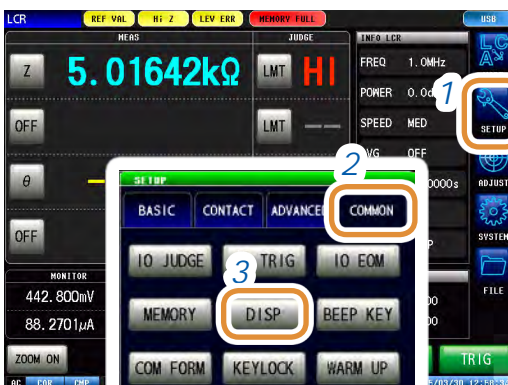 LCR REF VAL Hi Z LEV ERR MEMORY FULL USB
MEAS JUDGE INFO LCR
Z 5.01642kΩ LMT HI FREQ 1.0MHz
POWER
OFF LMT SPEED MED SETUP
OFF
θ ADJUST
OFF SYSTEM
MONITOR
442.800mV FILE
88.2701μA
ZOOM ON TRIG
AC COR CMP
1
2
3
SETUP
BASIC CONTACT ADVANCED COMMON
IO JUDGE TRIG IO EOM
MEMORY DISP BEEP KEY
COM FORM KEYLOCK WARM UP